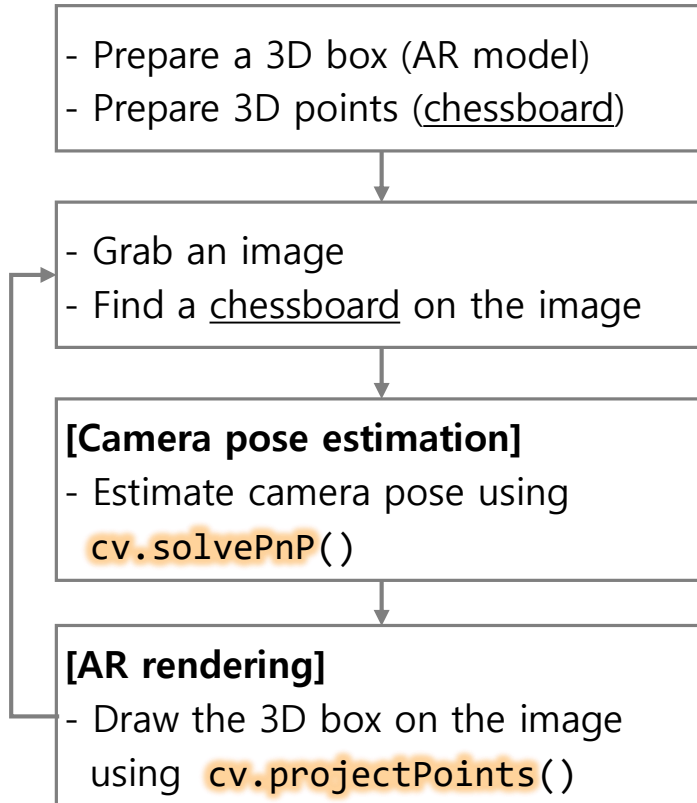 - Prepare a 3D box (AR model)
- Prepare 3D points (chessboard)
- Grab an image
- Find a chessboard on the image
[Camera pose estimation]
- Estimate camera pose using
cv.solvePnP()
[AR rendering]
- Draw the 3D box on the image
using cv.projectPoints()